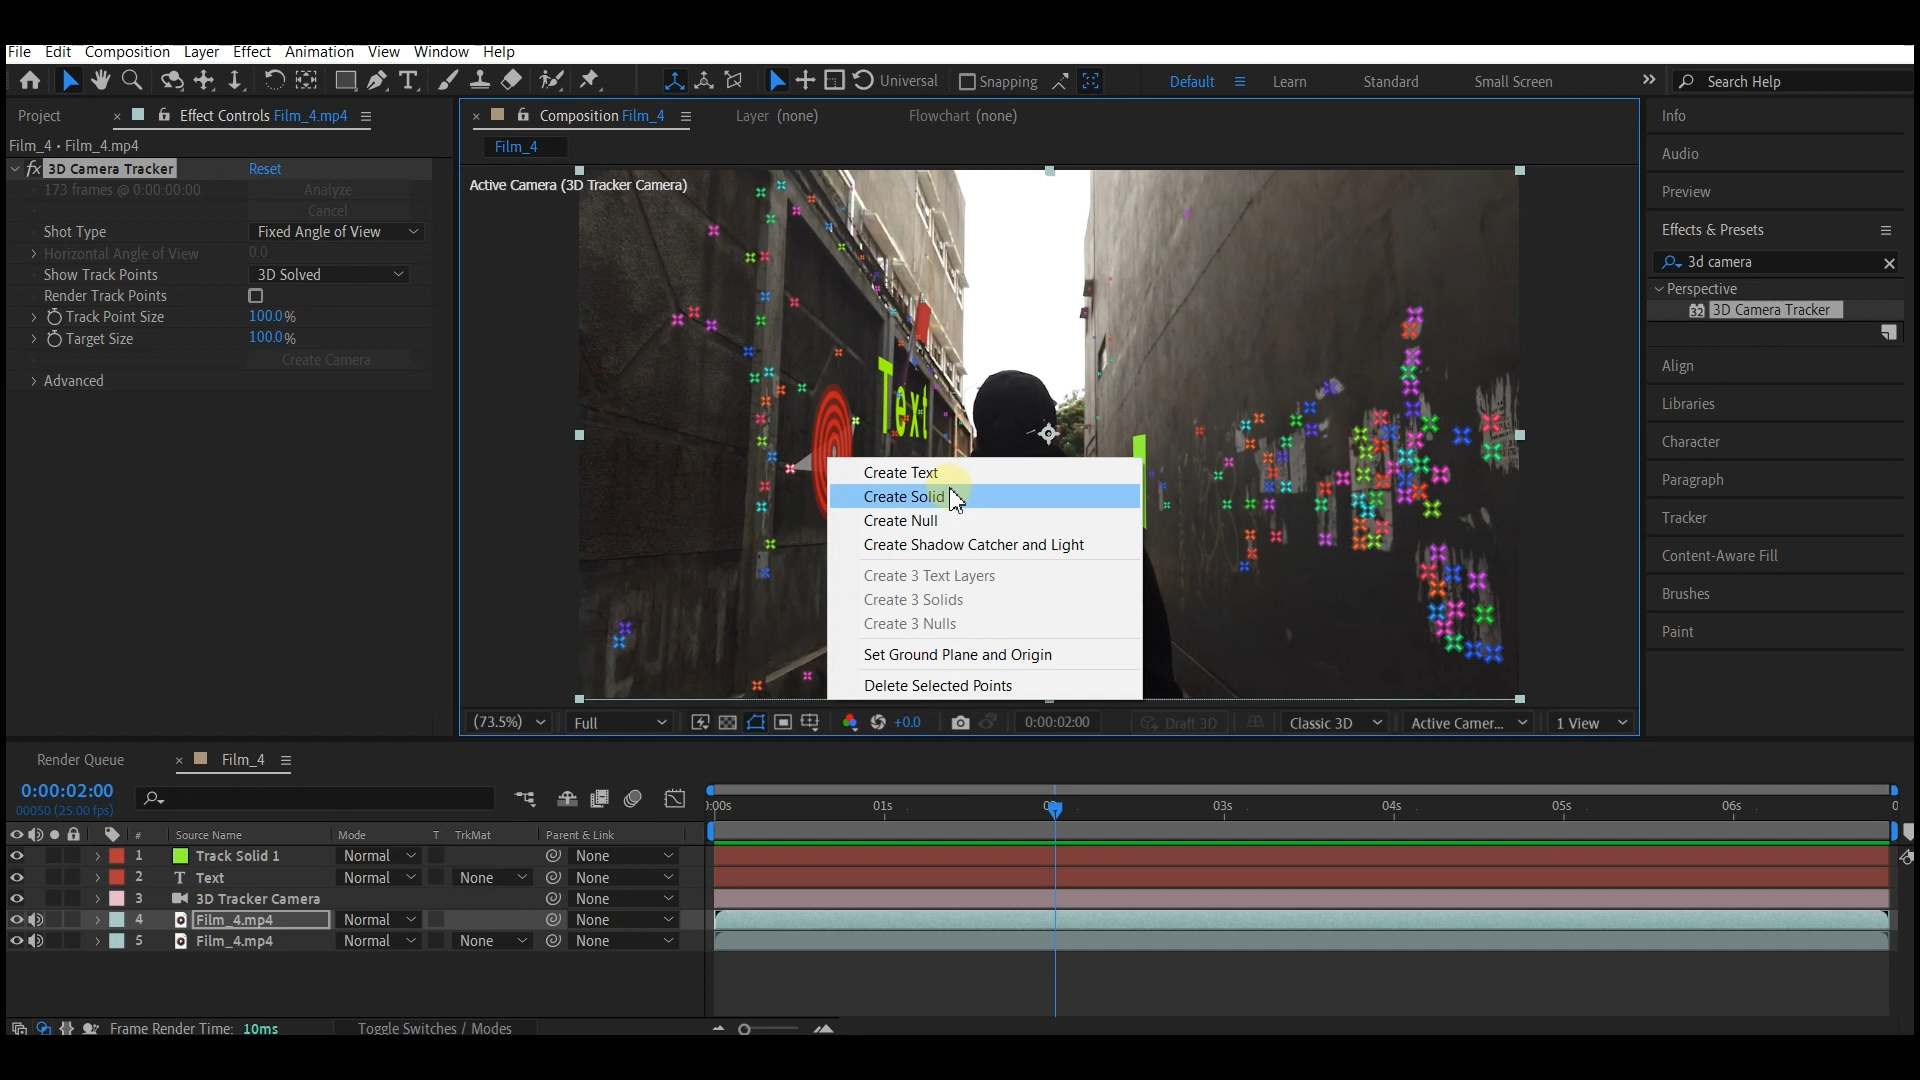 File Edit Composition Layer Effect Animation View Window Help
Universal Snapping Default Learn Standard Small Screen Search Help
Project Effect Controls Film_4.mp4
Film_4 • Film_4.mp4
fx 3D Camera Tracker Reset
173 frames @ 0:00:00:00 Analyze
Cancel
Shot Type Fixed Angle of View
Horizontal Angle of View 0.0
Show Track Points 3D Solved
Render Track Points
Track Point Size 100.0%
Target Size 100.0%
Create Camera
Advanced
Composition Film_4 Layer (none) Flowchart (none)
Film_4
Active Camera (3D Tracker Camera)
Text
Create Text
Create Solid
Create Null
Create Shadow Catcher and Light
Create 3 Text Layers
Create 3 Solids
Create 3 Nulls
Set Ground Plane and Origin
Delete Selected Points
(73.5%) Full +0.0 0:00:02:00 Draft 3D Classic 3D Active Camer... 1 View
Info
Audio
Preview
Effects & Presets
3d camera
Perspective
32 3D Camera Tracker
Align
Libraries
Character
Paragraph
Tracker
Content-Aware Fill
Brushes
Paint
Render Queue Film_4
0:00:02:00
00050 (25.00 fps)
# Source Name Mode T TrkMat Parent & Link
1 Track Solid 1 Normal None
2 T Text Normal None None
3 3D Tracker Camera None
4 Film_4.mp4 Normal None
5 Film_4.mp4 Normal None None
):00s 01s 03s 04s 05s 06s
Frame Render Time: 10ms Toggle Switches / Modes